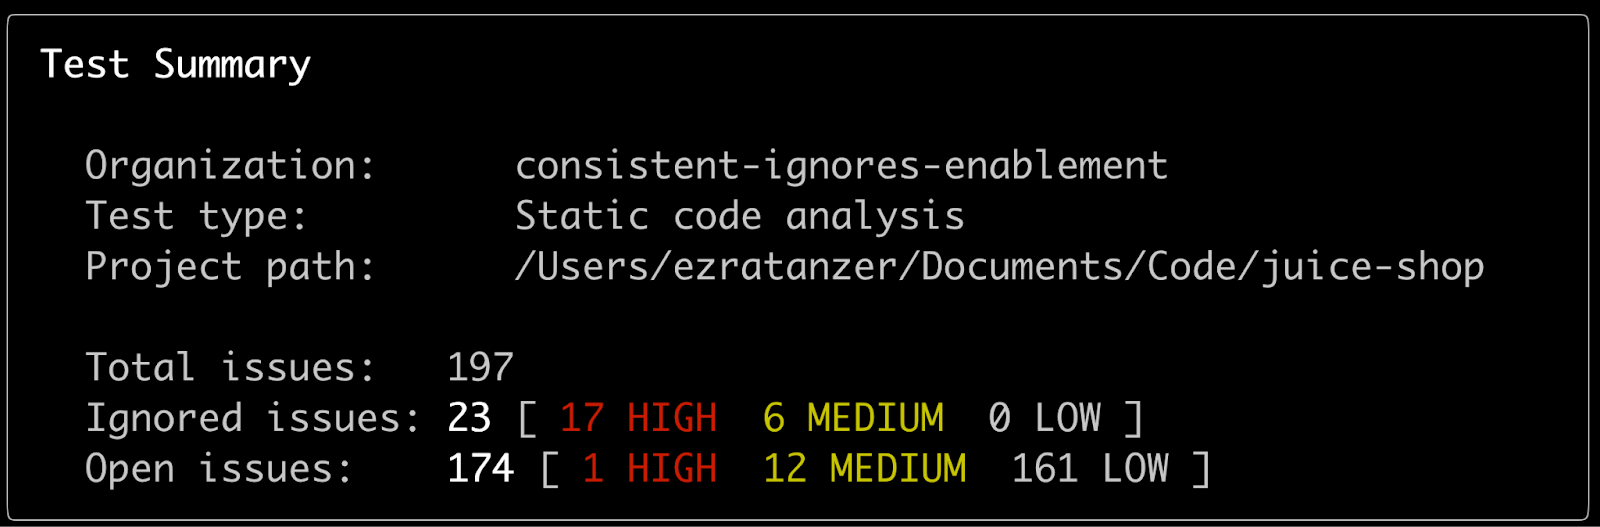 Test Summary
Organization: consistent-ignores-enablement
Test type: Static code analysis
Project path: /Users/ezratanzer/Documents/Code/juice-shop
Total issues: 197
Ignored issues: 23 [ 17 HIGH 6 MEDIUM 0 LOW ]
Open issues: 174 [ 1 HIGH 12 MEDIUM 161 LOW ]